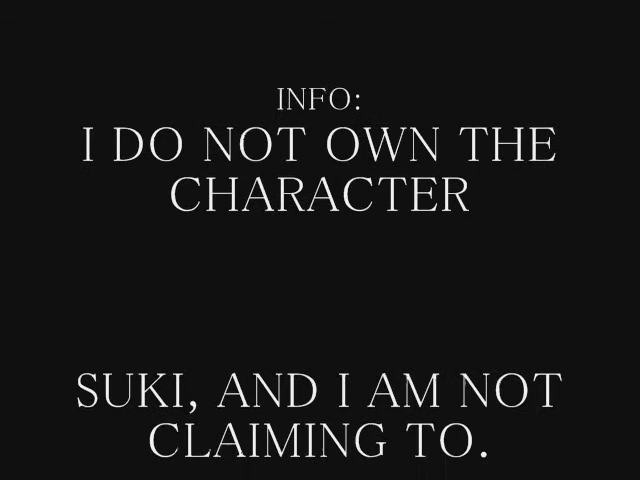 INFO:
I DO NOT OWN THE
CHARACTER
SUKI, AND I AM NOT
CLAIMING TO.